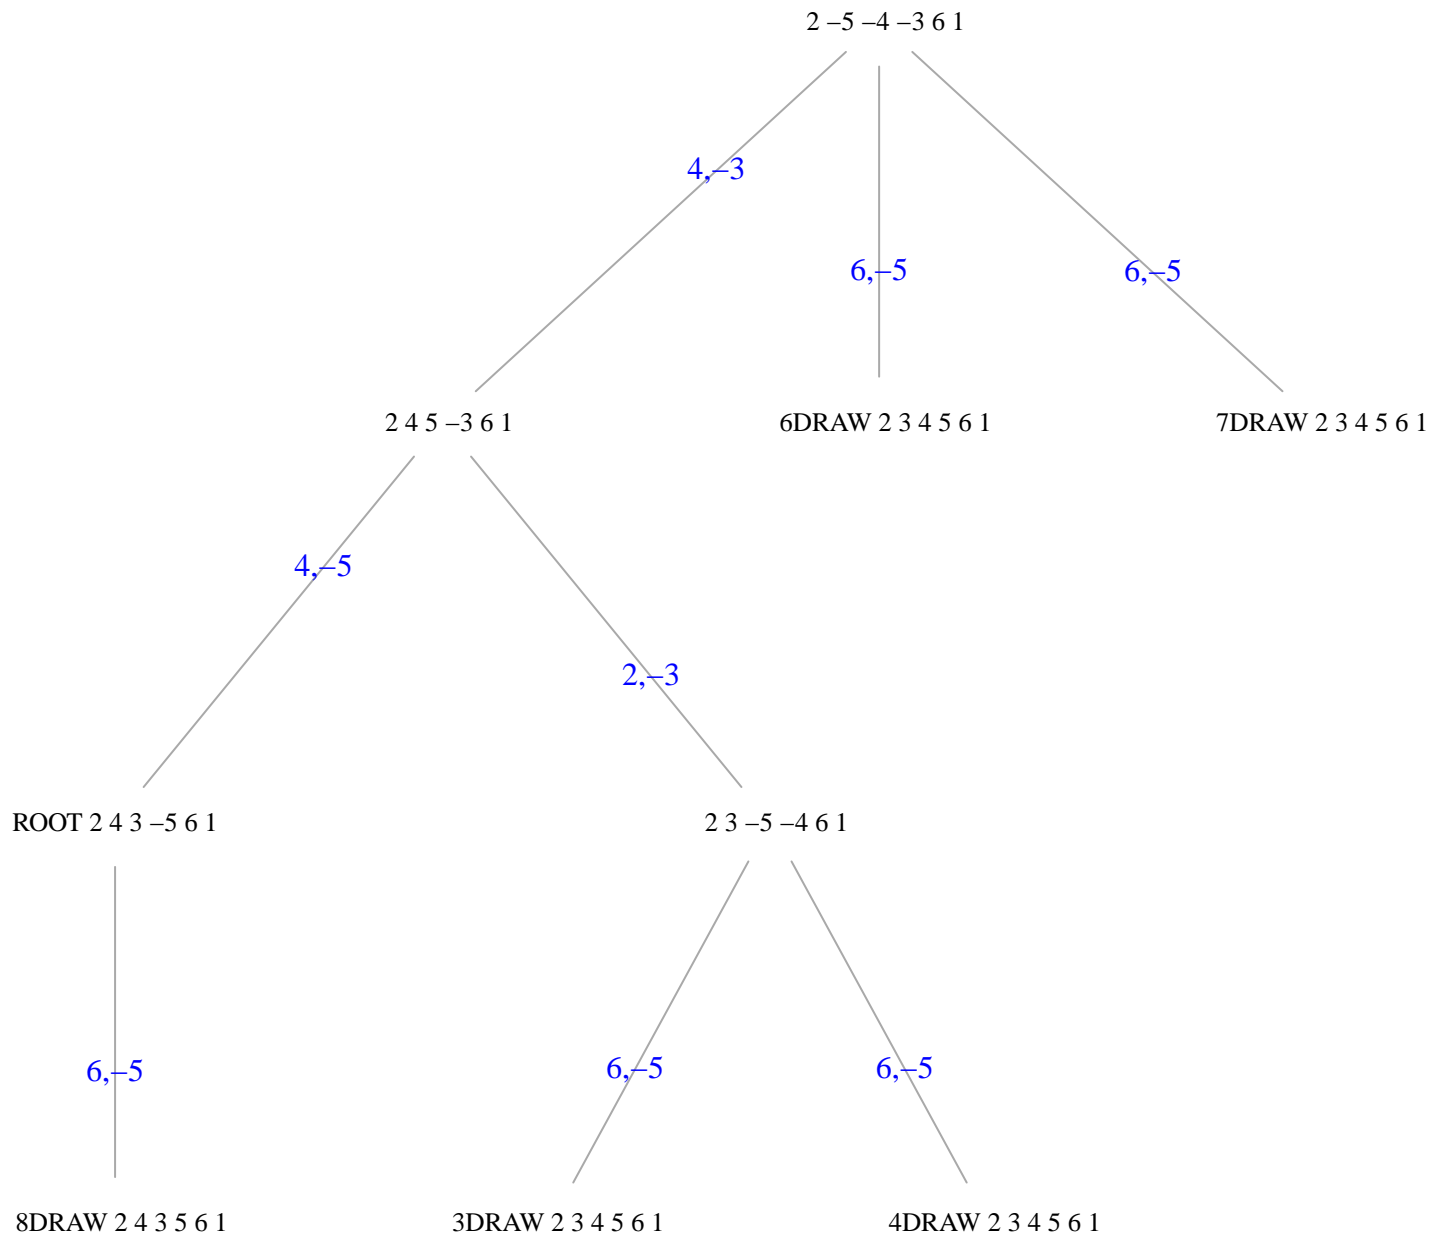 2 –5 –4 –3 6 1
4,–3
6,–5
6,–5
2 4 5 –3 6 1
6DRAW 2 3 4 5 6 1
7DRAW 2 3 4 5 6 1
4,–5
2,–3
ROOT 2 4 3 –5 6 1
2 3 –5 –4 6 1
6,–5
6,–5
6,–5
8DRAW 2 4 3 5 6 1
3DRAW 2 3 4 5 6 1
4DRAW 2 3 4 5 6 1